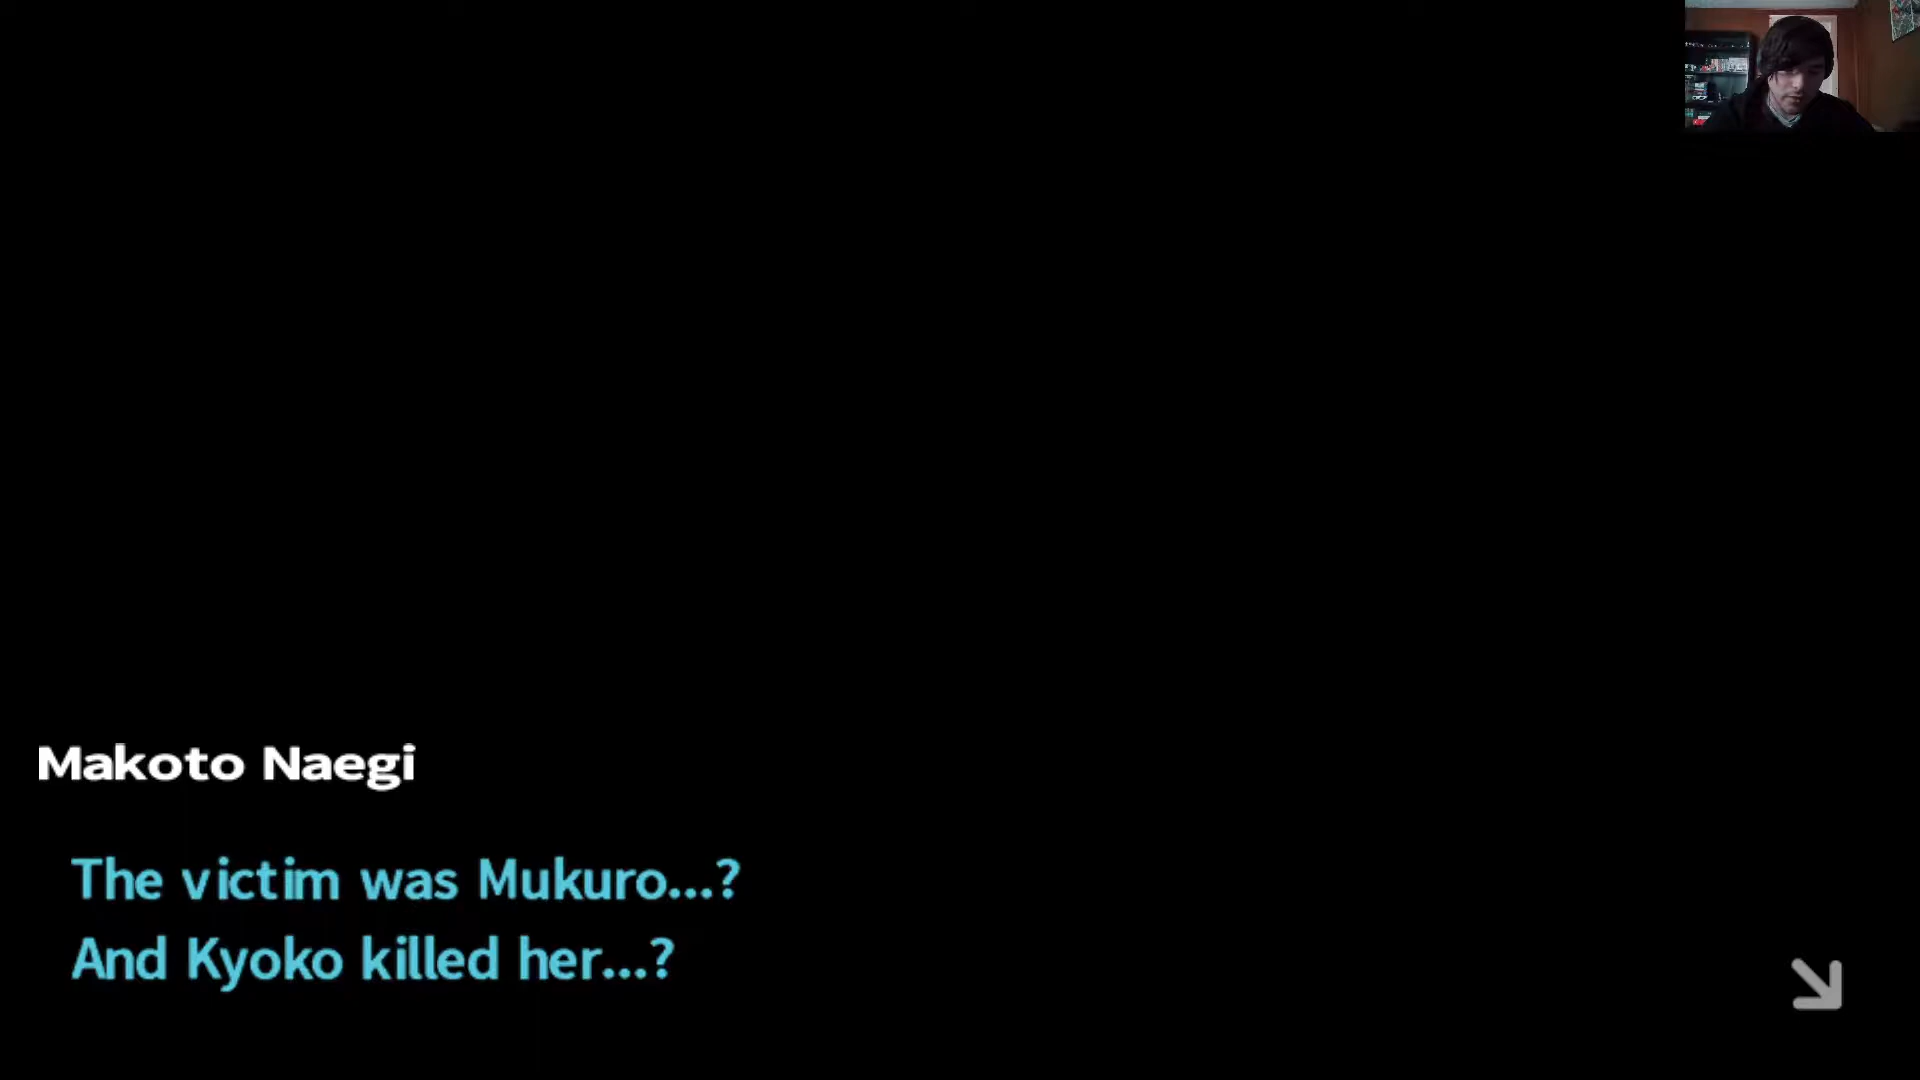 Makoto Naegi
The victim was Mukuro...?
And Kyoko killed her...?